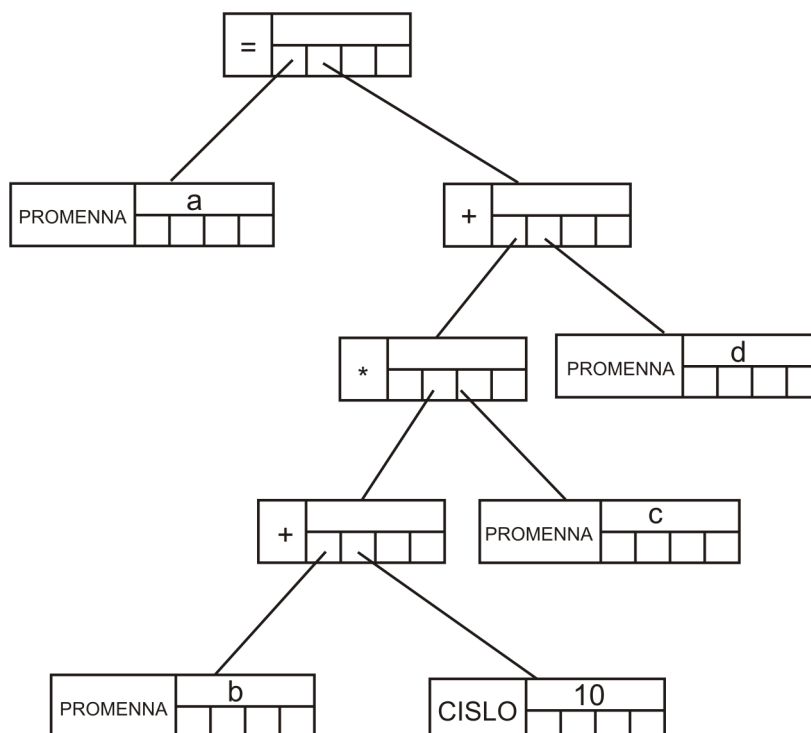 =
PROMENNA
a
+
*
PROMENNA
d
+
PROMENNA
c
PROMENNA
b
CISLO
10